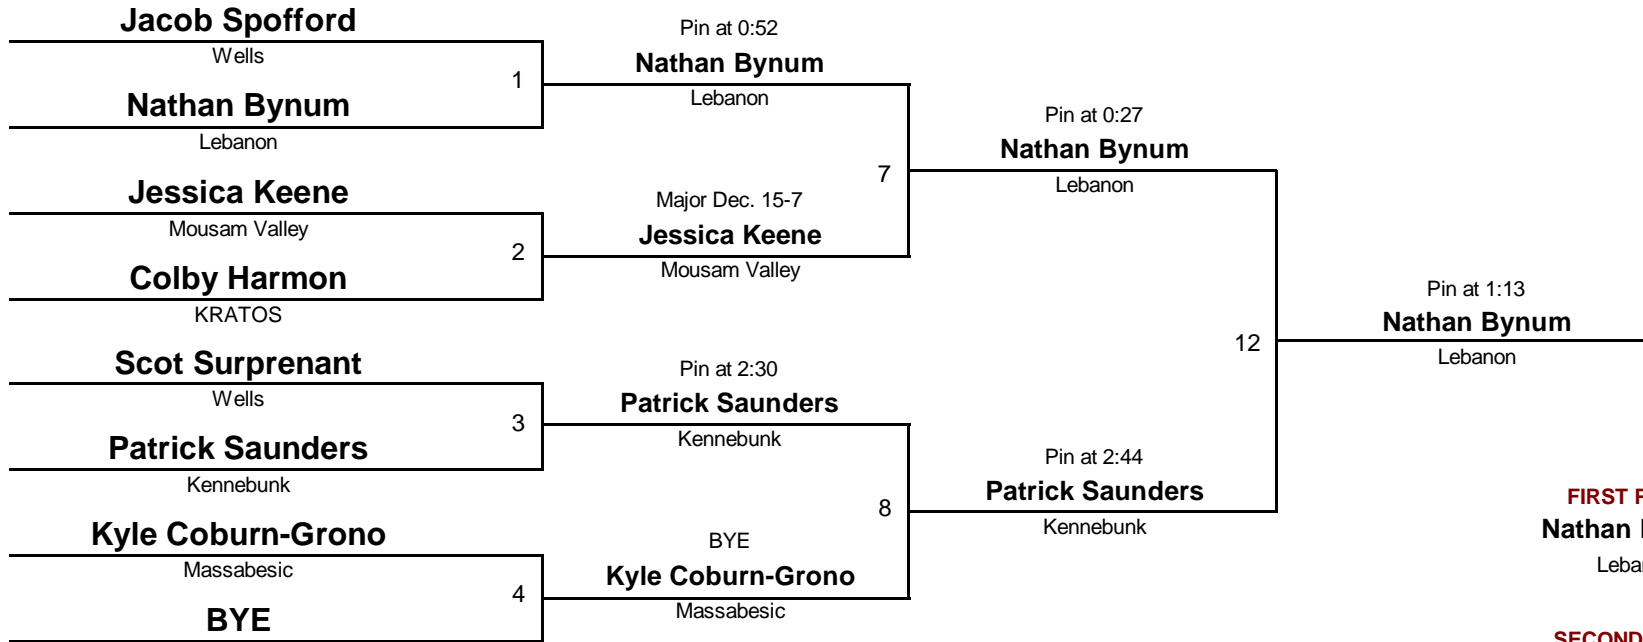 Jacob Spofford
Wells
1
Nathan Bynum
Lebanon
Jessica Keene
Mousam Valley
2
Colby Harmon
KRATOS
Scot Surprenant
Wells
3
Patrick Saunders
Kennebunk
Kyle Coburn-Grono
Massabesic
4
BYE
Pin at 0:52
Nathan Bynum
Lebanon
7
Major Dec. 15-7
Jessica Keene
Mousam Valley
Pin at 2:30
Patrick Saunders
Kennebunk
8
BYE
Kyle Coburn-Grono
Massabesic
Pin at 0:27
Nathan Bynum
Lebanon
12
Pin at 2:44
Patrick Saunders
Kennebunk
Pin at 1:13
Nathan Bynum
Lebanon
FIRST
Nathan
SECOND